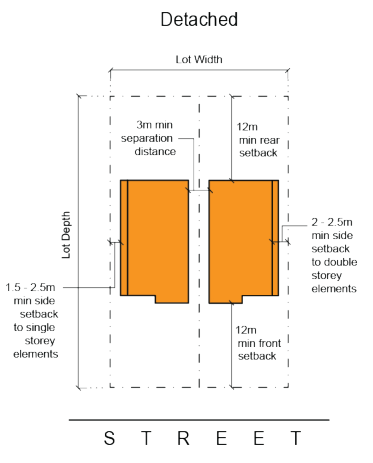 Detached
Lot Width
3m min
separation
distance
12m
min rear
setback
Lot Depth
2 - 2.5m
min side
setback
to double
storey
elements
1.5 - 2.5m
min side
setback
to single
storey
elements
12m
min front
setback
S T R E E T